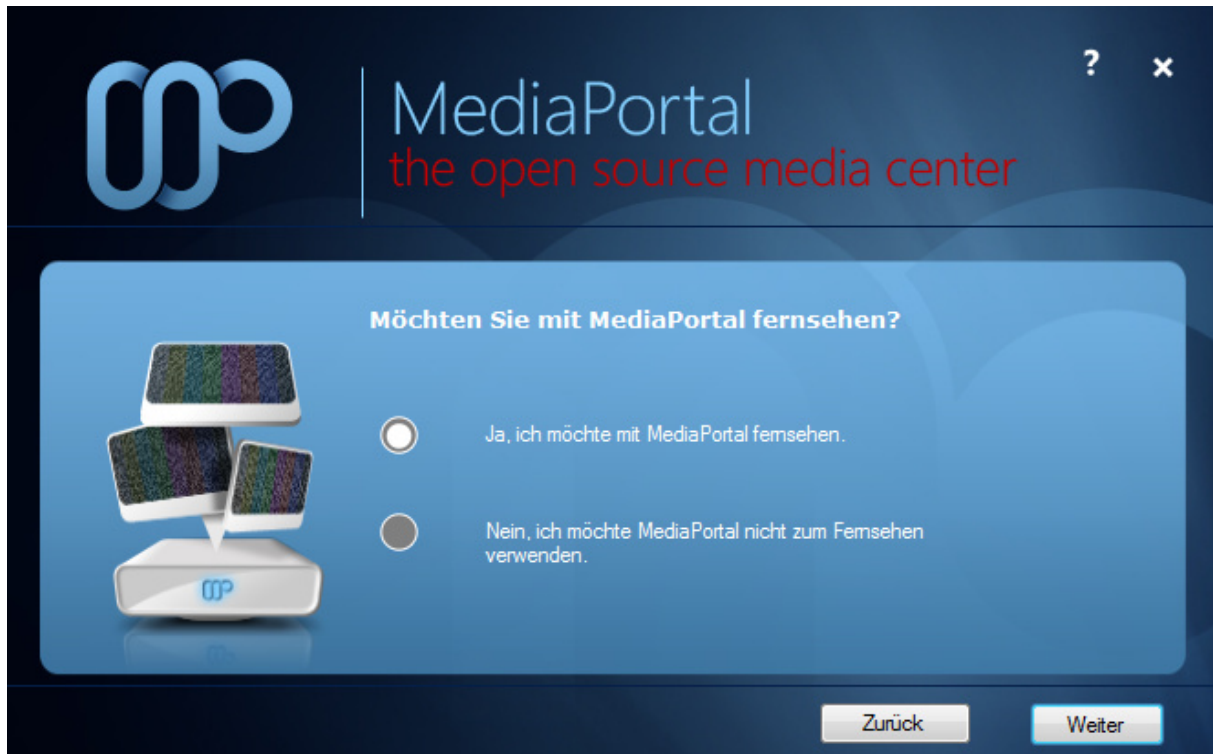 ? ×
MediaPortal
the open source media center
Möchten Sie mit MediaPortal fernsehen?
Ja, ich möchte mit MediaPortal fernsehen.
Nein, ich möchte MediaPortal nicht zum Fernsehen
verwenden.
Zurück
Weiter